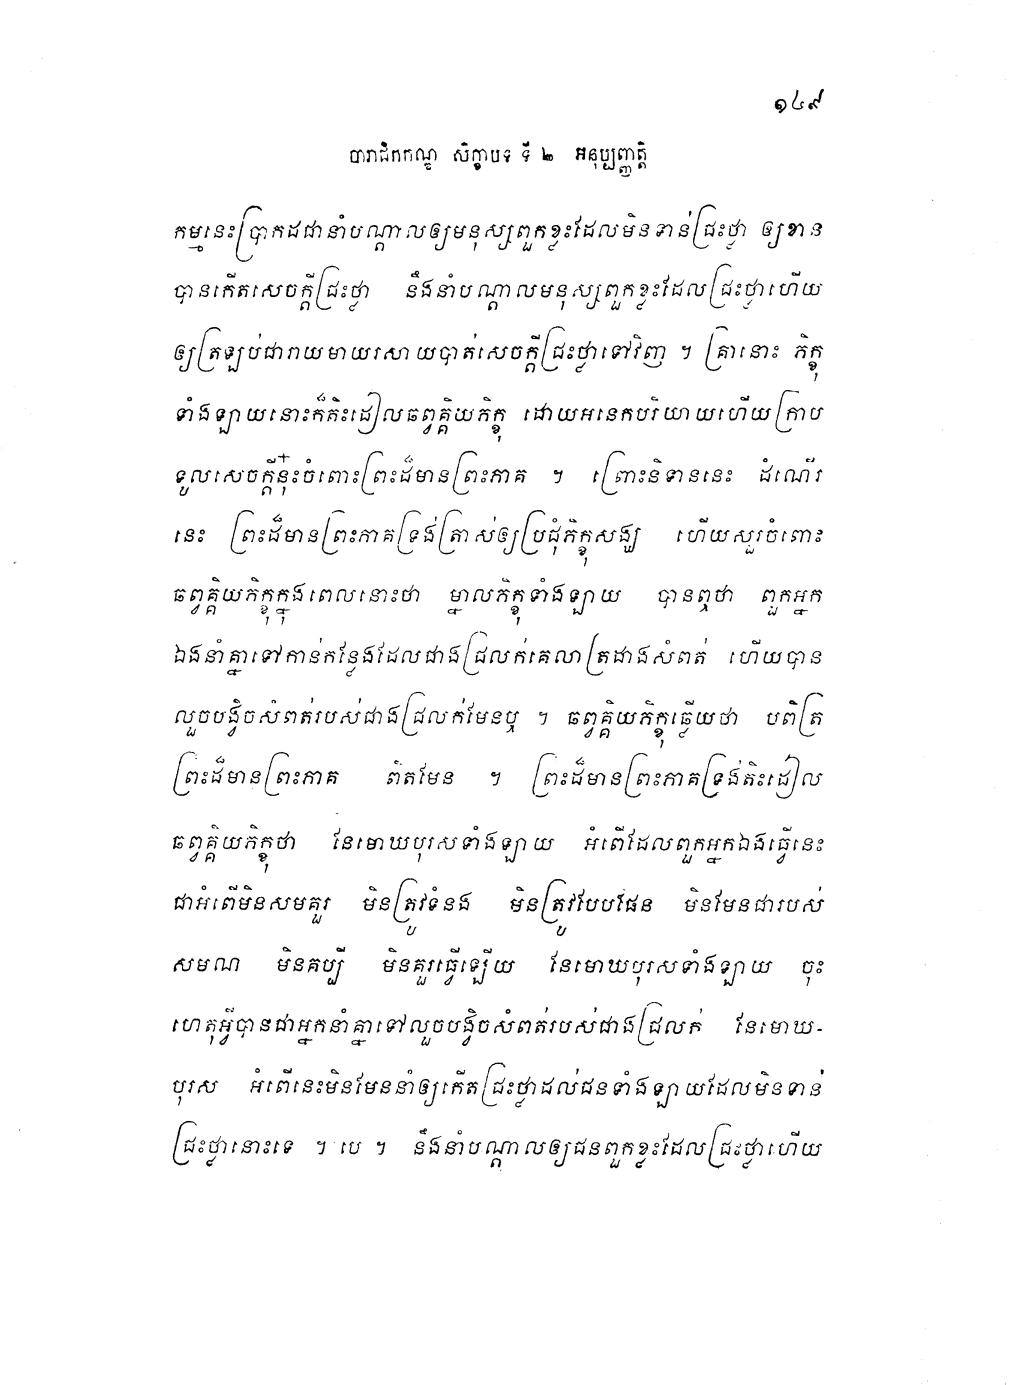 ១៤៩
បារាជិកកណ្ឌ សិក្ខាបទ ទី ២ អនុប្បញ្ញត្តិ
កម្មនេះប្រាកដជានាំបណ្តាលឲ្យមនុស្សពួកខ្លះដែលមិនទាន់ជ្រះថ្លា ឲ្យខាន
បានកើតសេចក្តីជ្រះថ្លា នឹងនាំបណ្តាលមនុស្សពួកខ្លះដែលជ្រះថ្លាហើយ
ឲ្យត្រឡប់ជារាយមាយរសាយបាត់សេចក្តីជ្រះថ្លាទៅវិញ ។ គ្រានោះ ភិក្ខុ
ទាំងឡាយនោះក៏តិះដៀលឆព្វគ្គិយភិក្ខុ ដោយអនេកបរិយាយហើយក្រាប
ទូលសេចក្តីនុ៎ះចំពោះព្រះដ៏មានព្រះភាគ ។ ព្រោះនិទាននេះ ដំណើរ
នេះ ព្រះដ៏មានព្រះភាគទ្រង់ត្រាស់ឲ្យប្រជុំភិក្ខុសង្ឃ ហើយសួរចំពោះ
ឆព្វគ្គិយភិក្ខុក្នុងពេលនោះថា ម្នាលភិក្ខុទាំងឡាយ បានឮថា ពួកអ្នក
ឯងនាំគ្នាទៅកាន់កន្លែងដែលជាងជ្រលក់គេលាត្រដាងសំពត់ ហើយបាន
លួចបង្វិចសំពត់របស់ជាងជ្រលក់មែនឬ ។ ឆព្វគ្គិយភិក្ខុឆ្លើយថា បពិត្រ
ព្រះដ៏មានព្រះភាគ ពិតមែន ។ ព្រះដ៏មានព្រះភាគទ្រង់តិះដៀល
ឆព្វគ្គិយភិក្ខុថា នែមោឃបុរសទាំងឡាយ អំពើដែលពួកអ្នកឯងធ្វើនេះ
ជាអំពើមិនសមគួរ មិនត្រូវទំនង មិនត្រូវបែបផែន មិនមែនជារបស់
សមណ មិនគប្បី មិនគួរធ្វើឡើយ នែមោឃបុរសទាំងឡាយ ចុះ
ហេតុអ្វីបានជាអ្នកនាំគ្នាទៅលួចបង្វិចសំពត់របស់ជាងជ្រលក់ នែមោឃ-
បុរស អំពើនេះមិនមែននាំឲ្យកើតជ្រះថ្លាដល់ជនទាំងឡាយដែលមិនទាន់
ជ្រះថ្លានោះទេ ។ បេ ។ នឹងនាំបណ្តាលឲ្យជនពួកខ្លះដែលជ្រះថ្លាហើយ